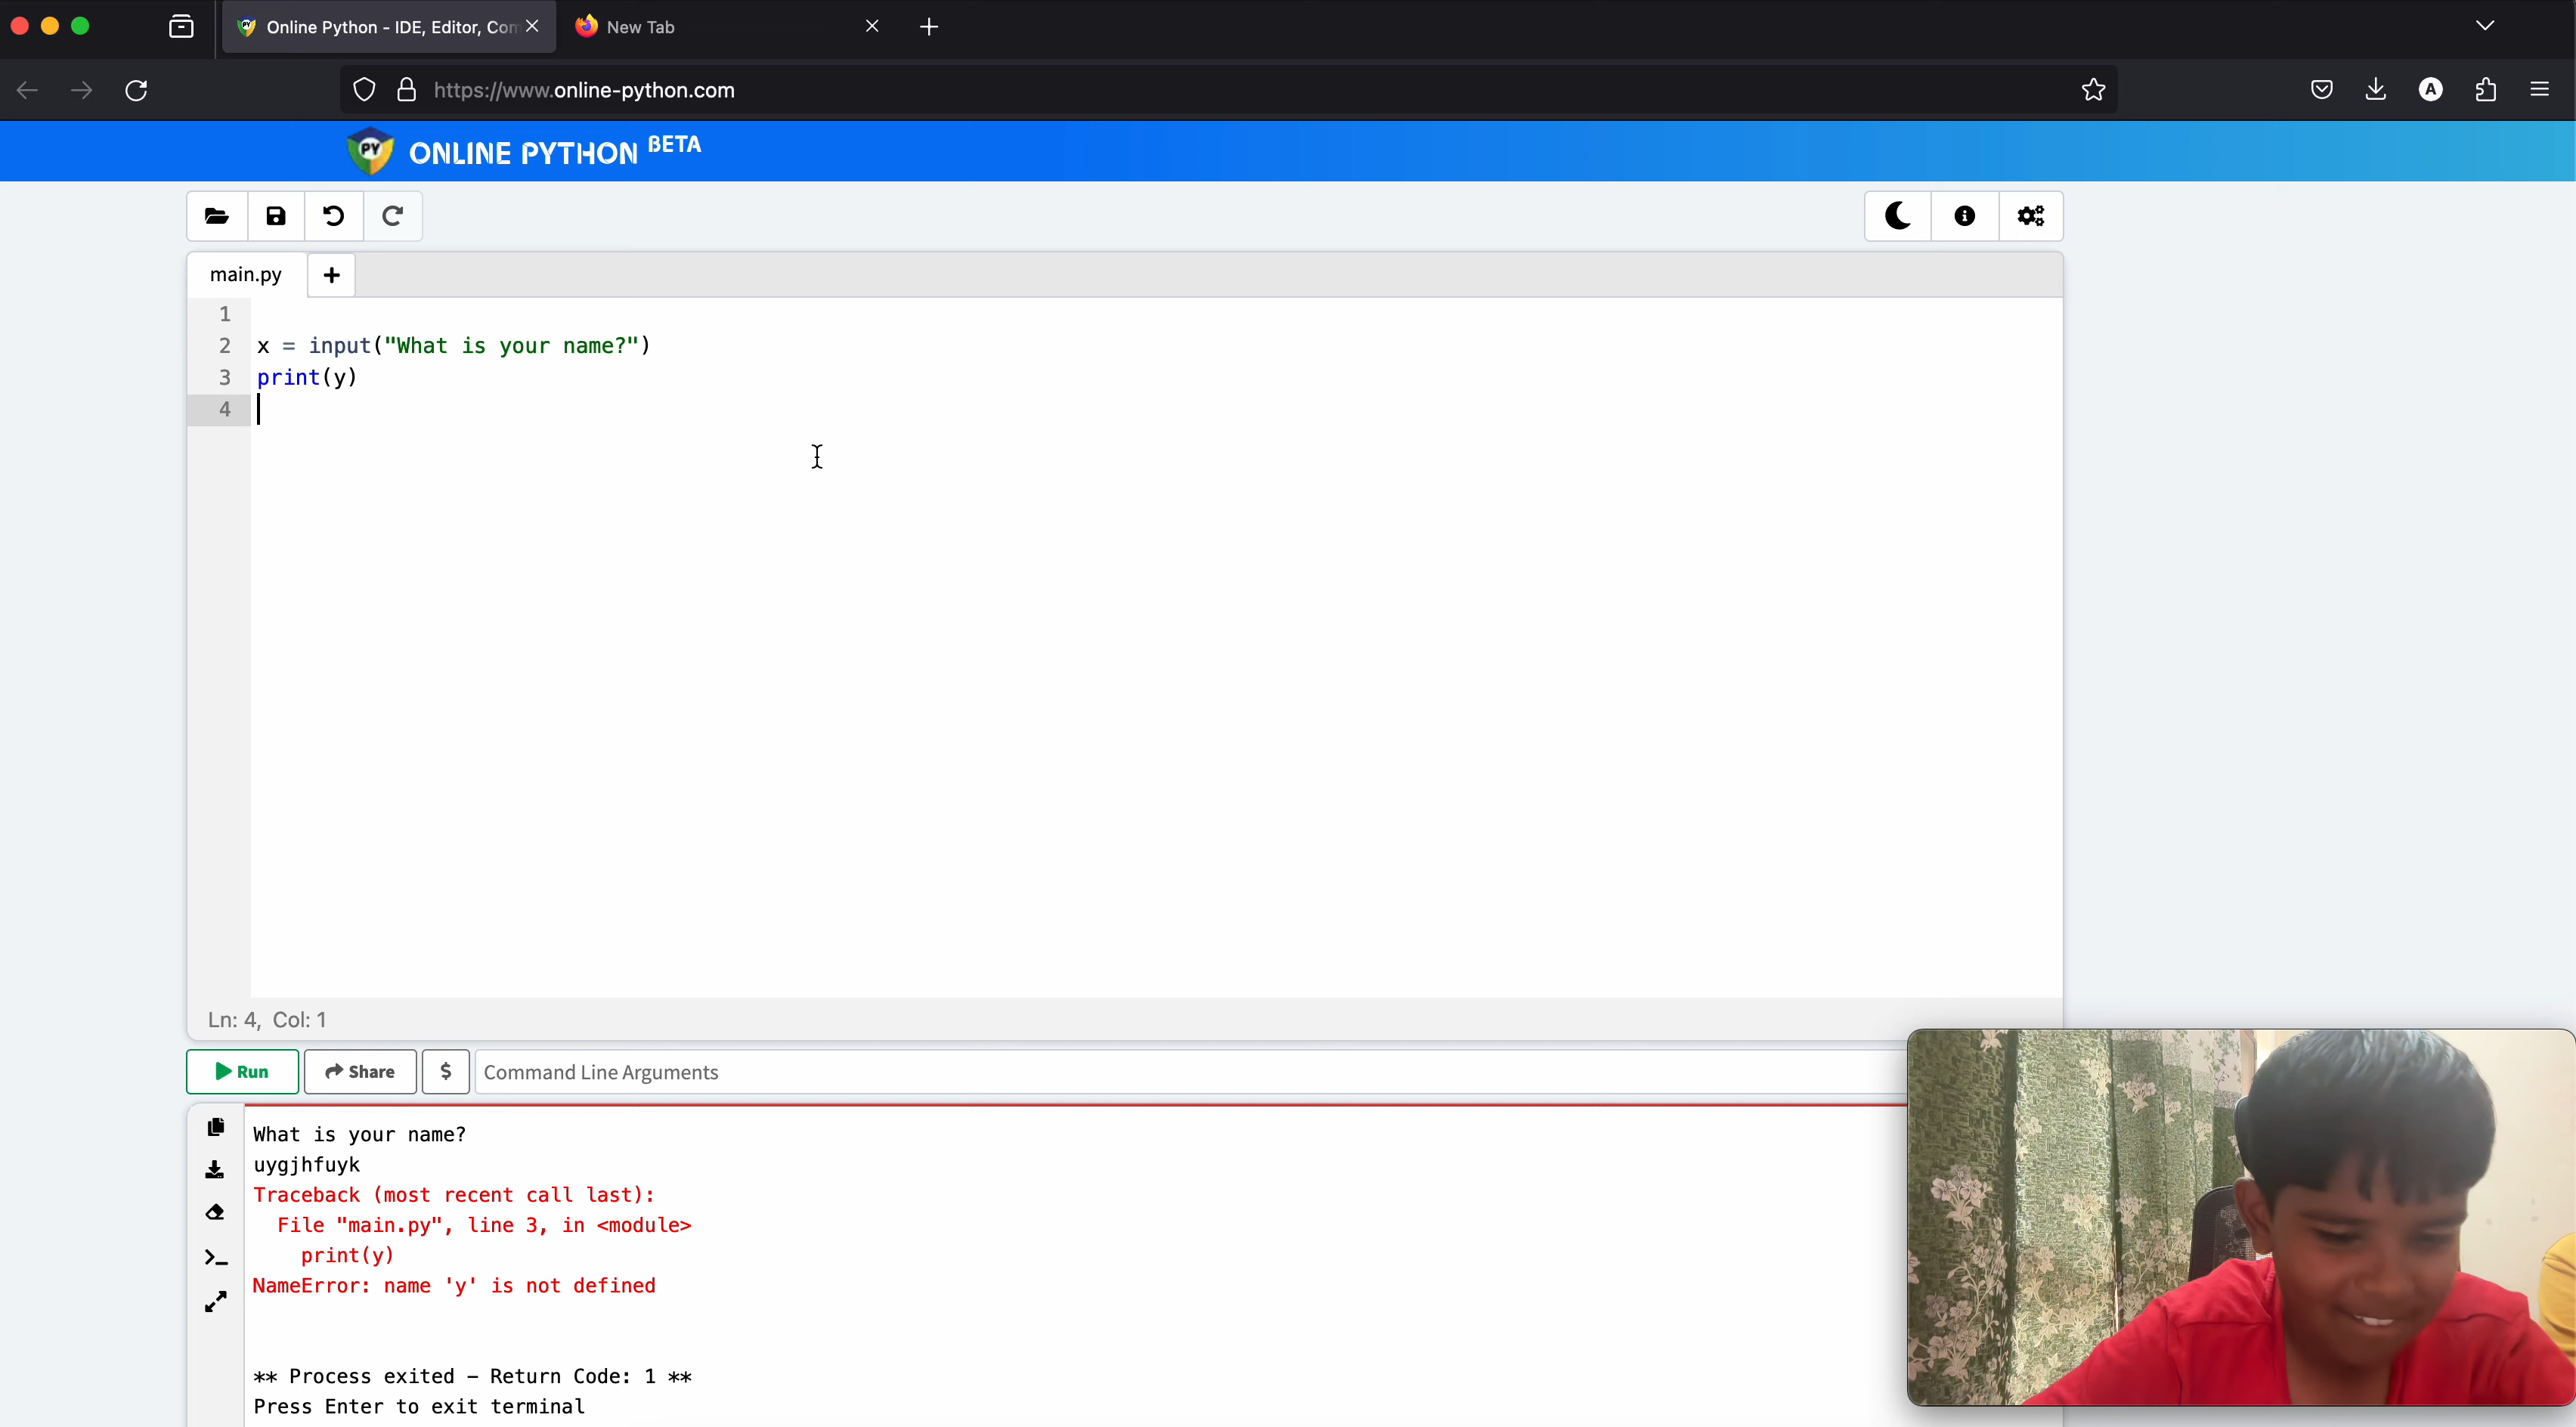 Online Python - IDE, Editor, Com
New Tab
https://www.online-python.com
PY ONLINE PYTHON BETA
main.py
1
2 x = input("What is your name?")
3 print(y)
4
Ln: 4, Col: 1
Run Share $ Command Line Arguments
What is your name?
uygjhfuyk
Traceback (most recent call last):
File "main.py", line 3, in <module>
print(y)
NameError: name 'y' is not defined
** Process exited - Return Code: 1 **
Press Enter to exit terminal